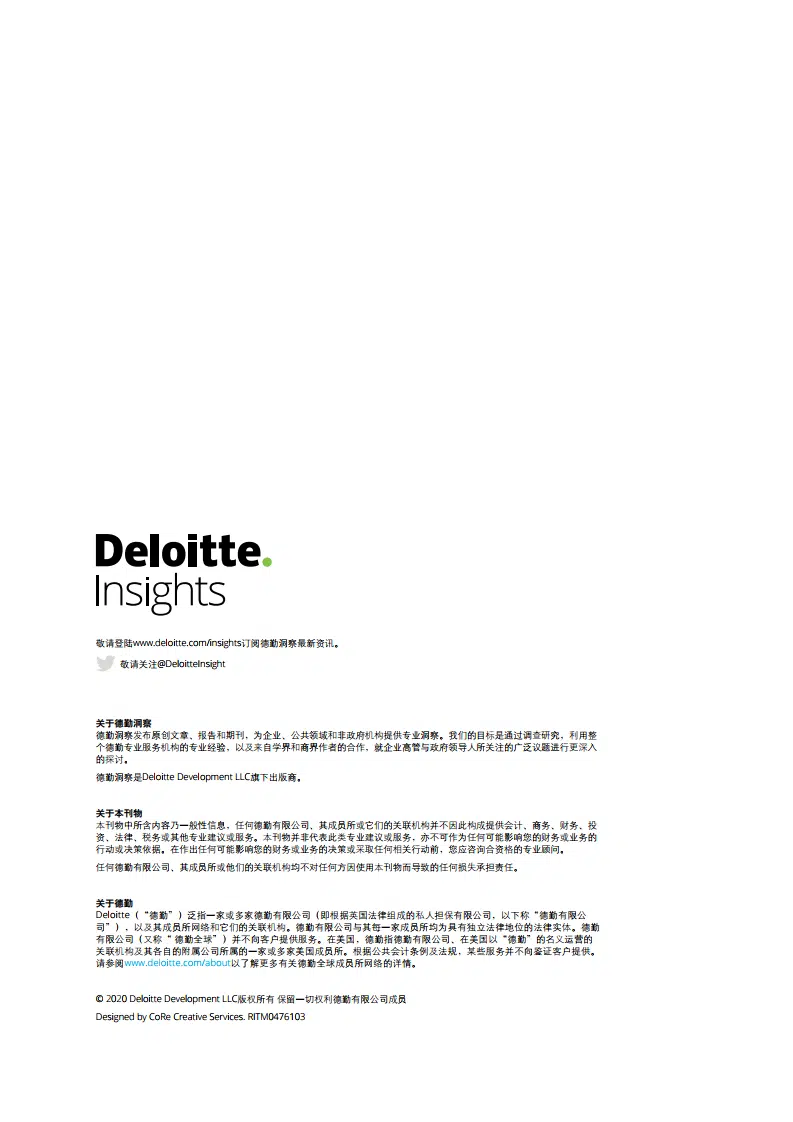 Deloitte.
Insights
敬请登陆www.deloitte.com/insights订阅德勤洞察最新资讯。
敬请关注@DeloitteInsight
关于德勤洞察
德勤洞察发布原创文章、报告和期刊，为企业、公共领域和非政府机构提供专业洞察。我们的目标是通过调查研究，利用整
个德勤专业服务机构的专业经验，以及来自学界和商界作者的合作，就企业高管与政府领导人所关注的广泛议题进行更深入
的探讨。
德勤洞察是Deloitte Development LLC旗下出版商。
关于本刊物
本刊物中所含内容乃一般性信息，任何德勤有限公司、其成员所或它们的关联机构并不因此构成提供会计、商务、财务、投
资、法律、税务或其他专业建议或服务。本刊物并非代表此类专业建议或服务，亦不可作为任何可能影响您的财务或业务的
行动或决策依据。在作出任何可能影响您的财务或业务的决策或采取任何相关行动前，您应咨询合资格的专业顾问。
任何德勤有限公司、其成员所或他们的关联机构均不对任何方因使用本刊物而导致的任何损失承担责任。
关于德勤
Deloitte（“德勤”）泛指一家或多家德勤有限公司（即根据英国法律组成的私人担保有限公司，以下称“德勤有限公
司”），以及其成员所网络和它们的关联机构。德勤有限公司与其每一家成员所均为具有独立法律地位的法律实体。德勤
有限公司（又称“ 德勤全球”）并不向客户提供服务。在美国，德勤指德勤有限公司、在美国以“德勤”的名义运营的
关联机构及其各自的附属公司所属的一家或多家美国成员所。根据公共会计条例及法规，某些服务并不向鉴证客户提供。
请参阅www.deloitte.com/about以了解更多有关德勤全球成员所网络的详情。
© 2020 Deloitte Development LLC版权所有 保留一切权利德勤有限公司成员
Designed by CoRe Creative Services. RITM0476103